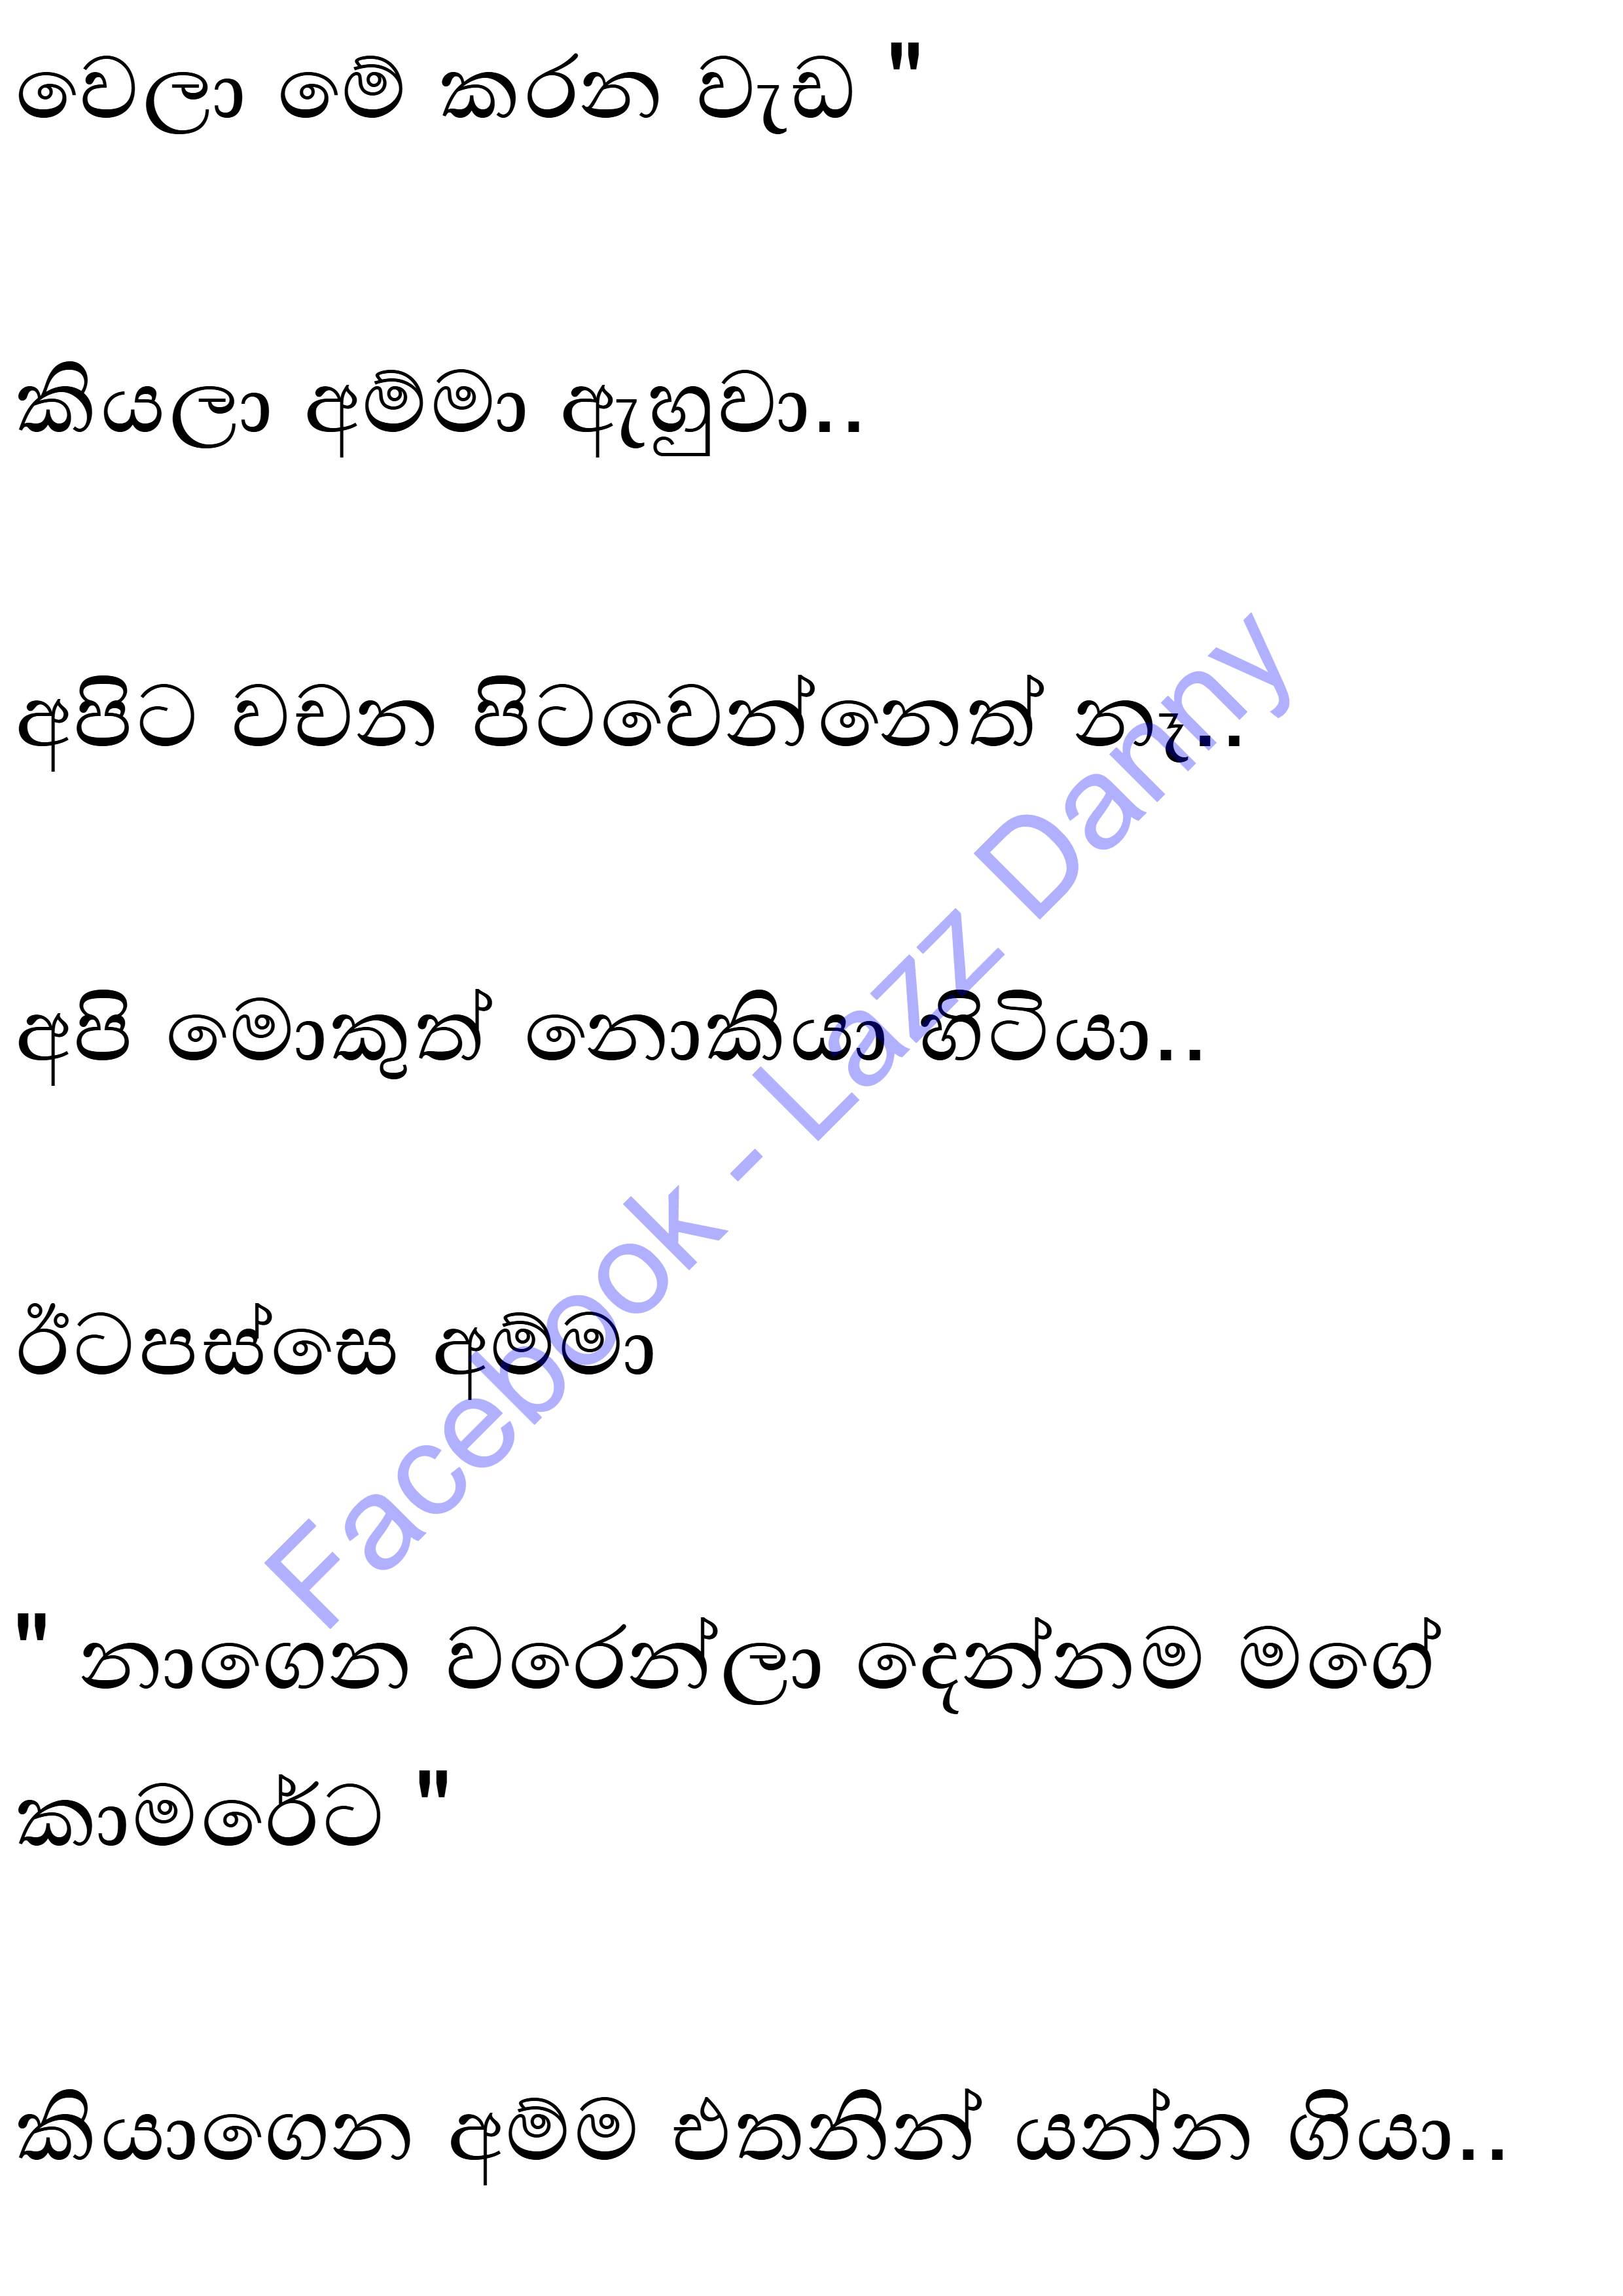 වෙලා මේ කරන වැඩ "
කියලා අම්මා ඇහුවා..
අපිට වචන පිටවෙන්නෙත් නෑ..
අපි මොකුත් නොකියා හිටියා..
ඊටපස්සෙ අම්මා
" නාගෙන වරෙන්ලා දෙන්නම මගේ
කාමරේට "
කියාගෙන අම්ම එතනින් යන්න ගියා..
Facebook - Lazz Danny